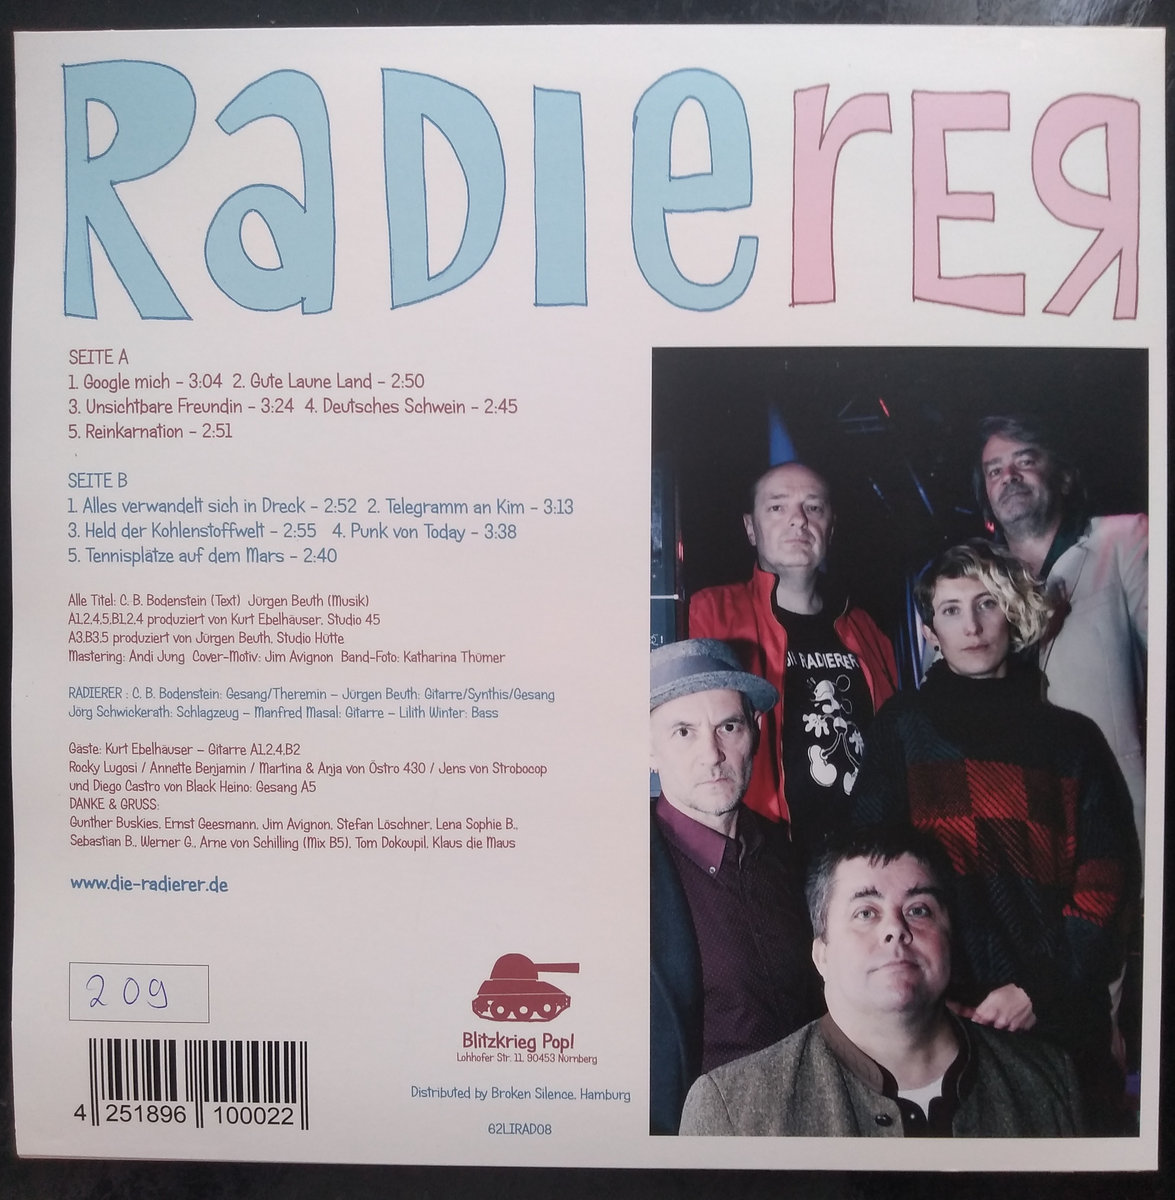 RaDIerER
SEITE A
1. Google mich – 3:04 2. Gute Laune Land – 2:50
3. Unsichtbare Freundin – 3:24 4. Deutsches Schwein – 2:45
5. Reinkarnation – 2:51
SEITE B
1. Alles verwandelt sich in Dreck – 2:52 2. Telegramm an Kim – 3:13
3. Held der Kohlenstoffwelt – 2:55 4. Punk von Today – 3:38
5. Tennisplätze auf dem Mars – 2:40
Alle Titel: C. B. Bodenstein (Text) Jürgen Beuth (Musik)
A1,2,4,5,B1,2,4 produziert von Kurt Ebelhäuser, Studio 45
A3,B3,5 produziert von Jürgen Beuth, Studio Hütte
Mastering: Andi Jung Cover-Motiv: Jim Avignon Band-Foto: Katharina Thümer
RADIERER : C. B. Bodenstein: Gesang/Theremin – Jürgen Beuth: Gitarre/Synthis/Gesang
Jörg Schwickerath: Schlagzeug – Manfred Masal: Gitarre – Lilith Winter: Bass
Gäste: Kurt Ebelhäuser – Gitarre A1,2,4,B2
Rocky Lugosi / Annette Benjamin / Martina & Anja von Östro 430 / Jens von Strobocop
und Diego Castro von Black Heino: Gesang A5
DANKE & GRUSS:
Gunther Buskies, Ernst Geesmann, Jim Avignon, Stefan Löschner, Lena Sophie B.,
Sebastian B., Werner G., Arne von Schilling (Mix B5), Tom Dokoupil, Klaus die Maus
www.die-radierer.de
209
Blitzkrieg Pop!
Lohhofer Str. 11, 90453 Nürnberg
Distributed by Broken Silence, Hamburg
62LIRAD08
4 251896 100022
RADIERER